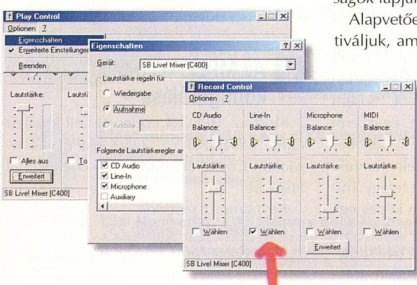 ságok lapján
Alapvetőe
tiváljuk, am
Play Control
Optionen ?
Eigenschaften
Erweiterte Einstellungen
Beenden
Lautstärke:
Alles aus
Erweitert
SB Live! Mixer [C400]
Eigenschaften
Gerät: SB Live! Mixer [C400]
Lautstärke regeln für
Wiedergabe
Aufnahme
Folgende Lautstärkeregler
CD Audio
Line-In
Microphone
Auxiliary
Record Control
Optionen ?
CD Audio Line-In Microphone MIDI
Balance: Balance: Balance: Balance:
Lautstärke: Lautstärke: Lautstärke: Lautstärke:
Wählen Wählen Wählen Wählen
Erweitert
SB Live! Mixer [C400]